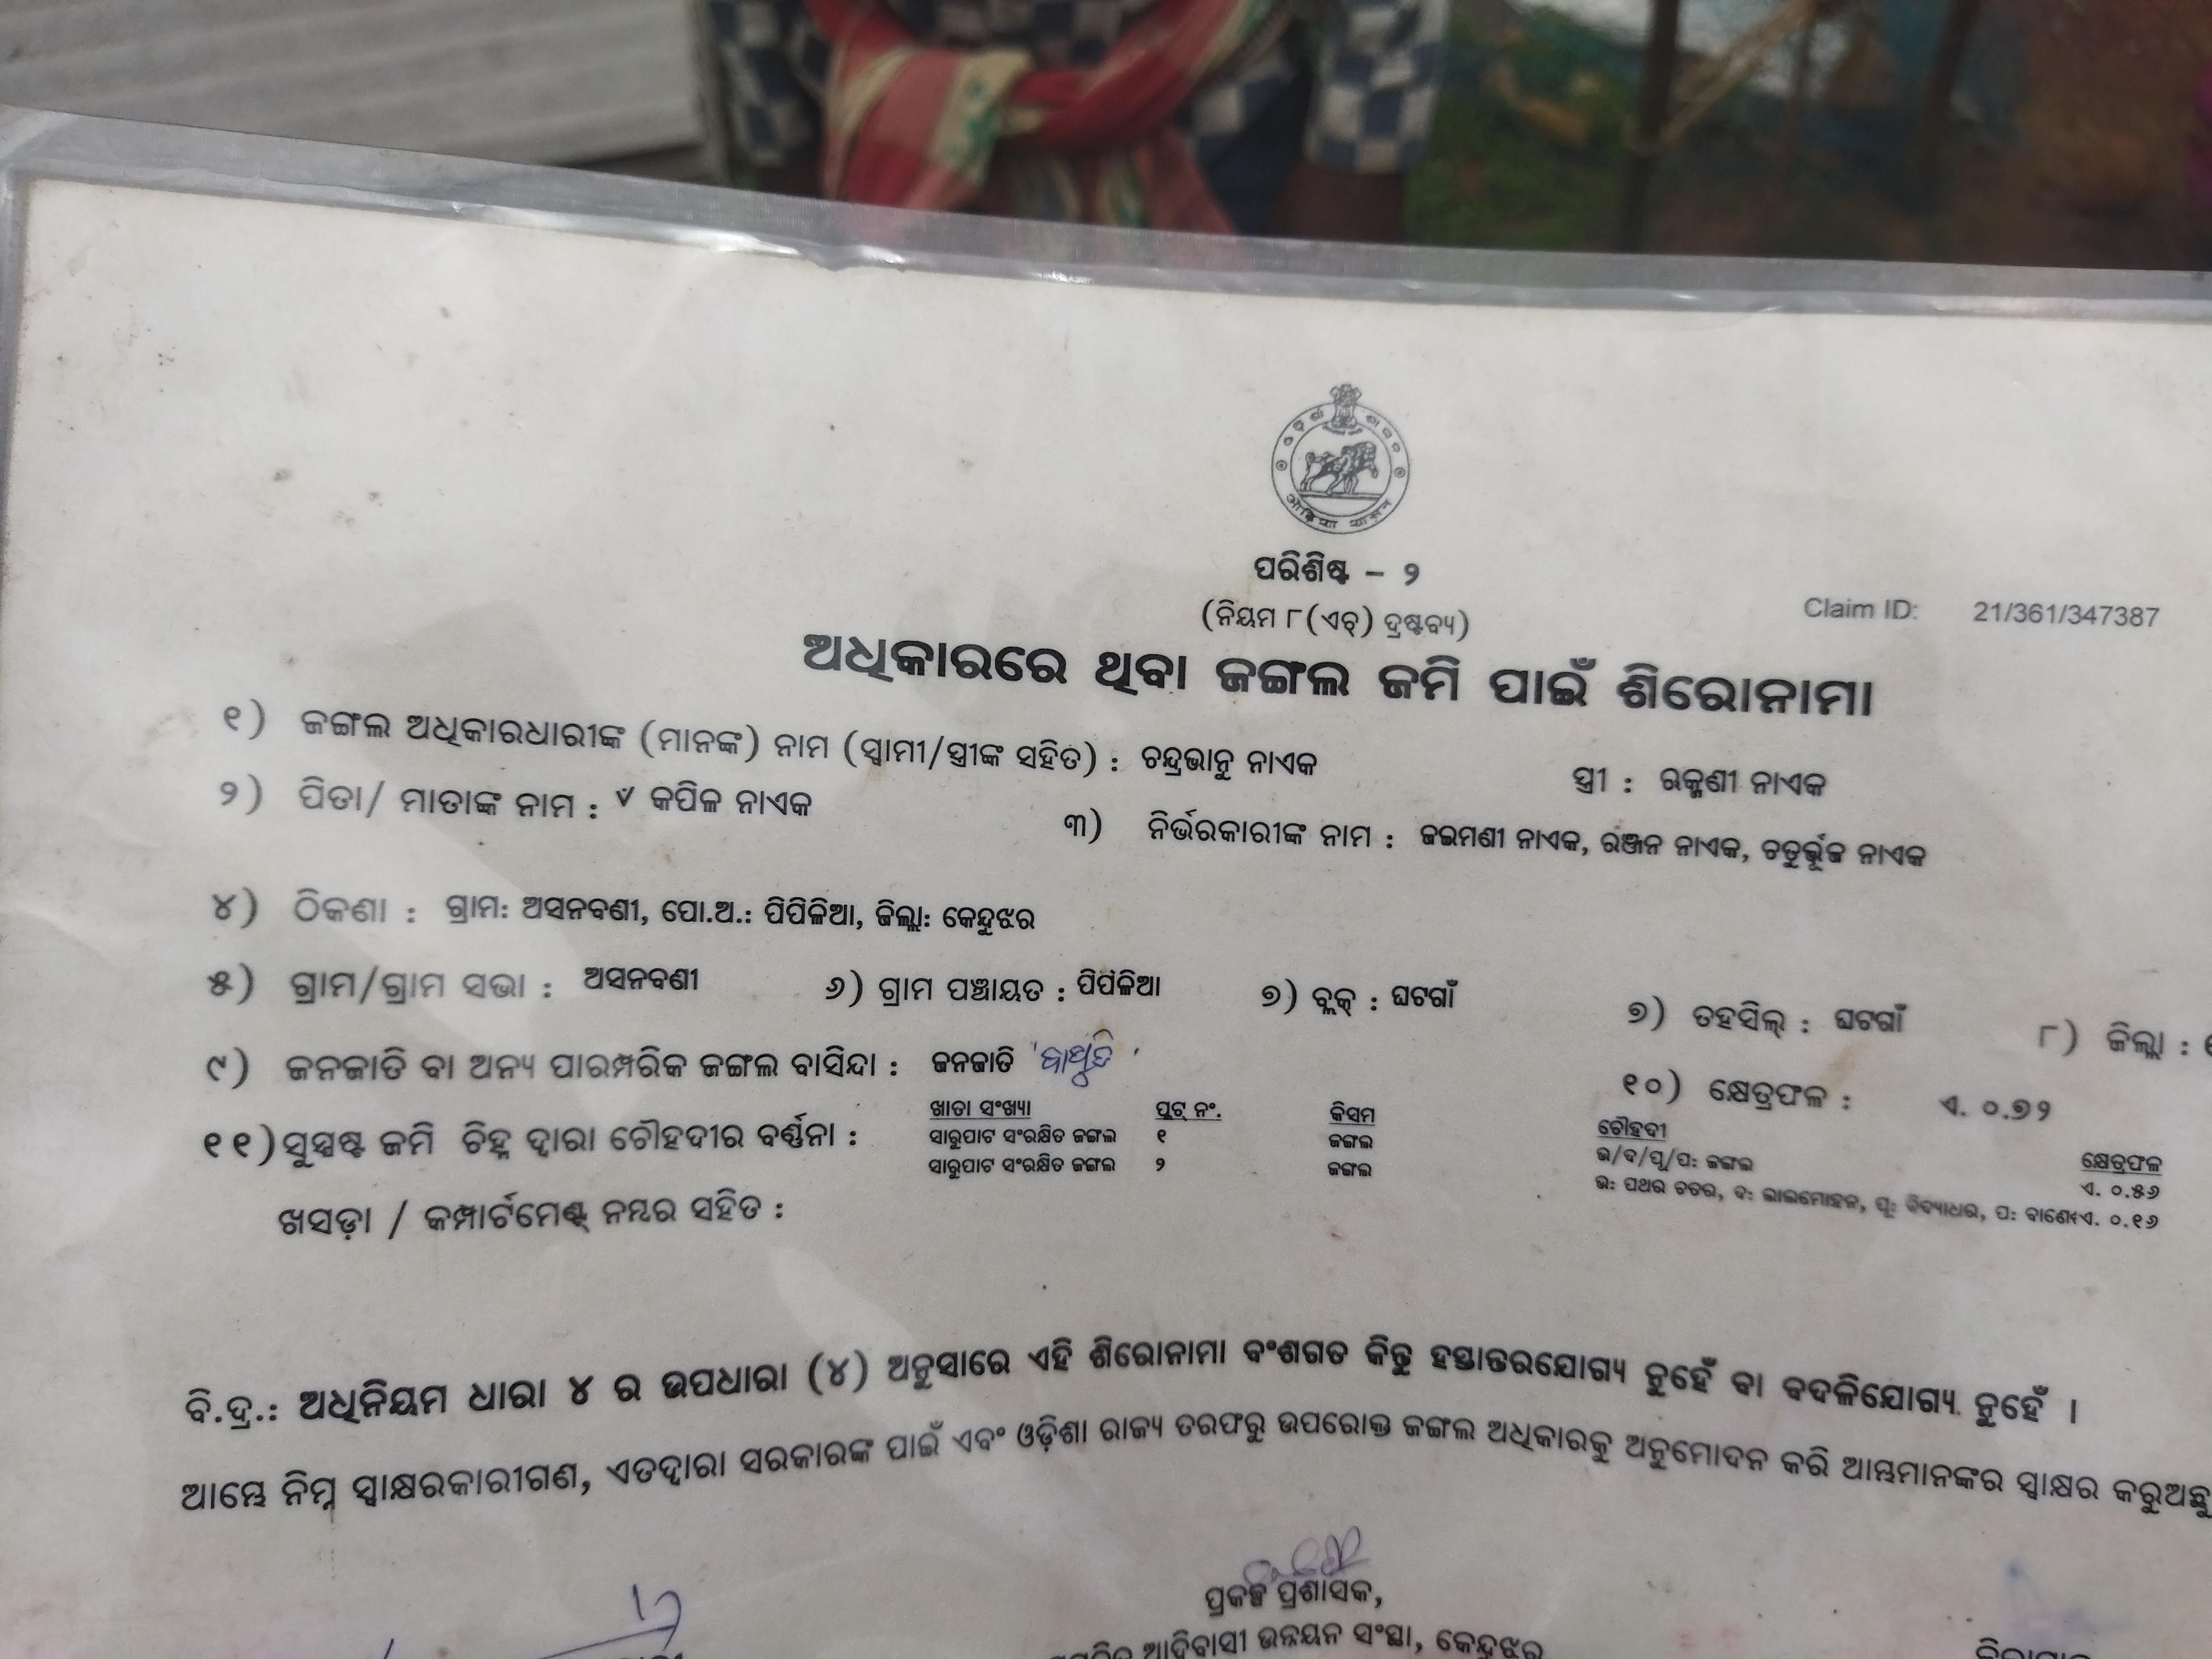 ପରିଶିଷ୍ଟ - ୨
(ନିୟମ ୮(ଏଚ୍) ଦ୍ରଷ୍ଟବ୍ୟ)
Claim ID: 21/361/347387
ଅଧିକାରରେ ଥିବା ଜଙ୍ଗଲ ଜମି ପାଇଁ ଶିରୋନାମା
୧) ଜଙ୍ଗଲ ଅଧିକାରଧାରୀଙ୍କ (ମାନଙ୍କ) ନାମ (ସ୍ୱାମୀ/ସ୍ତ୍ରୀଙ୍କ ସହିତ) : ଚନ୍ଦ୍ରଭାନୁ ନାଏକ ସ୍ତ୍ରୀ : ଋକ୍ମଣୀ ନାଏକ
୨) ପିତା/ ମାତାଙ୍କ ନାମ : କପିଳ ନାଏକ ୩) ନିର୍ଭରକାରୀଙ୍କ ନାମ : ଜଇମଣୀ ନାଏକ, ରଞ୍ଜନ ନାଏକ, ଚତୁର୍ଭୂଜ ନାଏକ
୪) ଠିକଣା : ଗ୍ରାମ: ଅସନବଣୀ, ପୋ.ଅ.: ପିପିଳିଆ, ଜିଲ୍ଲା: କେନ୍ଦୁଝର
୫) ଗ୍ରାମ/ଗ୍ରାମ ସଭା : ଅସନବଣୀ ୬) ଗ୍ରାମ ପଞ୍ଚାୟତ : ପିପିଳିଆ ୭) ବ୍ଲକ୍ : ଘଟଗାଁ ୭) ତହସିଲ୍ : ଘଟଗାଁ ୮) ଜିଲ୍ଲା :
୯) ଜନଜାତି ବା ଅନ୍ୟ ପାରମ୍ପରିକ ଜଙ୍ଗଲ ବାସିନ୍ଦା : ଜନଜାତି ୧୦) କ୍ଷେତ୍ରଫଳ : ଏ. ୦.୭୨
୧୧) ସୁସ୍ପଷ୍ଟ ଜମି ଚିହ୍ନ ଦ୍ୱାରା ଚୌହଦୀର ବର୍ଣ୍ଣନା :
ଖସଡ଼ା / କମ୍ପାର୍ଟମେଣ୍ଟ୍ ନମ୍ବର ସହିତ :
ଖାତା ସଂଖ୍ୟା ପ୍ଲଟ୍ ନଂ. କିସମ ଚୌହଦୀ କ୍ଷେତ୍ରଫଳ
ସାରୁପାଟ ସଂରକ୍ଷିତ ଜଙ୍ଗଲ ୧ ଜଙ୍ଗଲ ଉ/ଦ/ପୂ/ପ: ଜଙ୍ଗଲ ଏ. ୦.୫୬
ସାରୁପାଟ ସଂରକ୍ଷିତ ଜଙ୍ଗଲ ୨ ଜଙ୍ଗଲ ଉ: ପଥର ଚଟର, ଦ: ଲାଲମୋହନ, ପୂ: ବିଦ୍ୟାଧର, ପ: ଏ. ୦.୧୬
ବି.ଦ୍ର.: ଅଧିନିୟମ ଧାରା ୪ ର ଉପଧାରା (୪) ଅନୁସାରେ ଏହି ଶିରୋନାମା ବଂଶଗତ କିନ୍ତୁ ହସ୍ତାନ୍ତରଯୋଗ୍ୟ ନୁହେଁ ବା ବଦଳିଯୋଗ୍ୟ ନୁହେଁ ।
ଆମ୍ଭେ ନିମ୍ନ ସ୍ୱାକ୍ଷରକାରୀଗଣ, ଏତଦ୍ୱାରା ସରକାରଙ୍କ ପାଇଁ ଏବଂ ଓଡ଼ିଶା ରାଜ୍ୟ ତରଫରୁ ଉପରୋକ୍ତ ଜଙ୍ଗଲ ଅଧିକାରକୁ ଅନୁମୋଦନ କରି ଆମ୍ଭମାନଙ୍କର ସ୍ୱାକ୍ଷର କରୁଅଛୁ
ପ୍ରକଳ୍ପ ପ୍ରଶାସକ,
ଆଦିବାସୀ ଉନ୍ନୟନ ସଂସ୍ଥା, କେନ୍ଦୁଝର